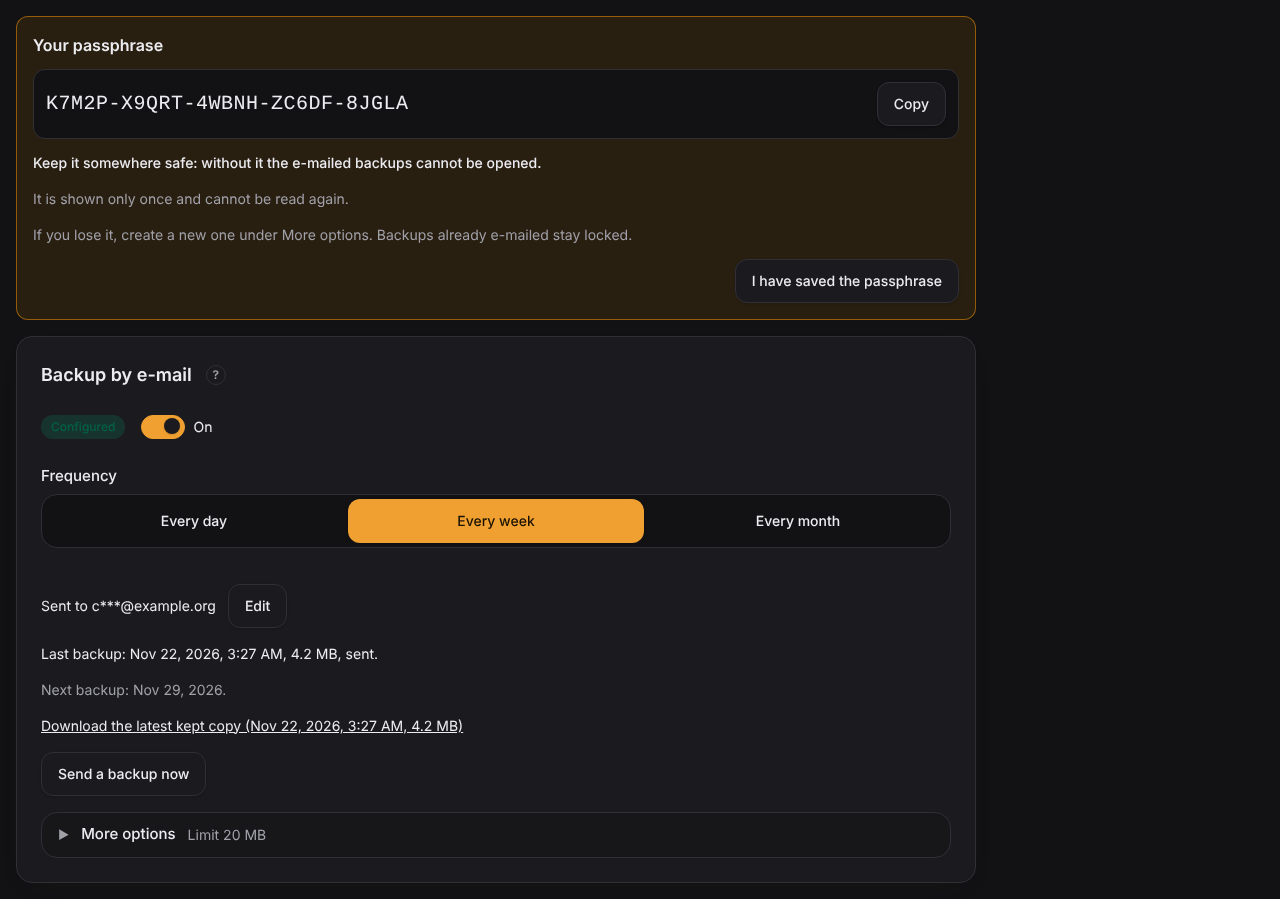 Your passphrase
K7M2P-X9QRT-4WBNH-ZC6DF-8JGLA
Copy
Keep it somewhere safe: without it the e-mailed backups cannot be opened.
It is shown only once and cannot be read again.
If you lose it, create a new one under More options. Backups already e-mailed stay locked.
I have saved the passphrase
Backup by e-mail ?
Configured On
Frequency
Every day Every week Every month
Sent to c***@example.org Edit
Last backup: Nov 22, 2026, 3:27 AM, 4.2 MB, sent.
Next backup: Nov 29, 2026.
Download the latest kept copy (Nov 22, 2026, 3:27 AM, 4.2 MB)
Send a backup now
More options Limit 20 MB